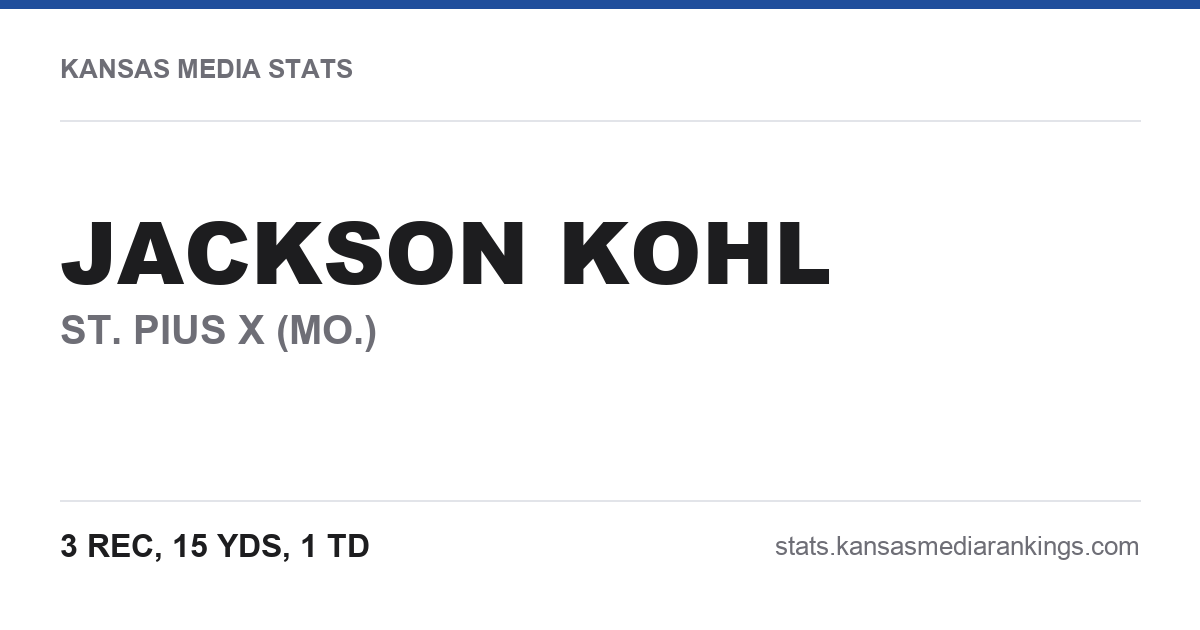 KANSAS MEDIA STATS
JACKSON KOHL
ST. PIUS X (MO.)
3 REC, 15 YDS, 1 TD
stats.kansasmediarankings.com